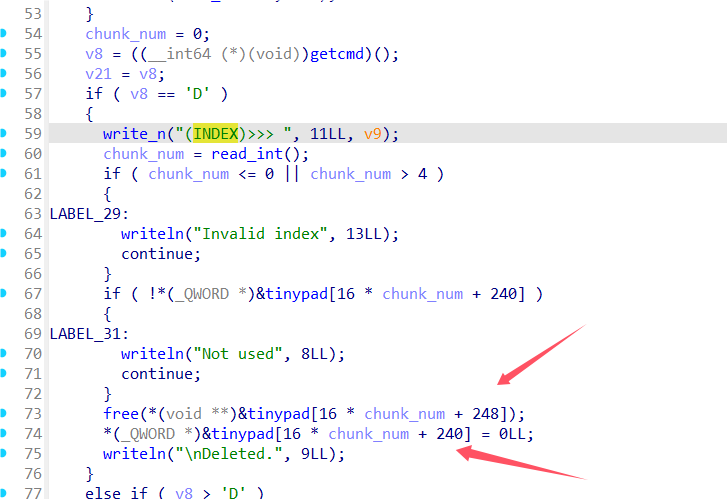 53 }
54 chunk_num = 0;
55 v8 = ((__int64 (*)(void))getcmd)();
56 v21 = v8;
57 if ( v8 == 'D' )
58 {
59 write_n("(INDEX)>>> ", 11LL, v9);
60 chunk_num = read_int();
61 if ( chunk_num <= 0 || chunk_num > 4 )
62 {
63 LABEL_29:
64 writeln("Invalid index", 13LL);
65 continue;
66 }
67 if ( !*(_QWORD *)&tinypad[16 * chunk_num + 240] )
68 {
69 LABEL_31:
70 writeln("Not used", 8LL);
71 continue;
72 }
73 free(*(void **)&tinypad[16 * chunk_num + 248]);
74 *(_QWORD *)&tinypad[16 * chunk_num + 240] = 0LL;
75 writeln("\nDeleted.", 9LL);
76 }
77 else if ( v8 > 'D' )